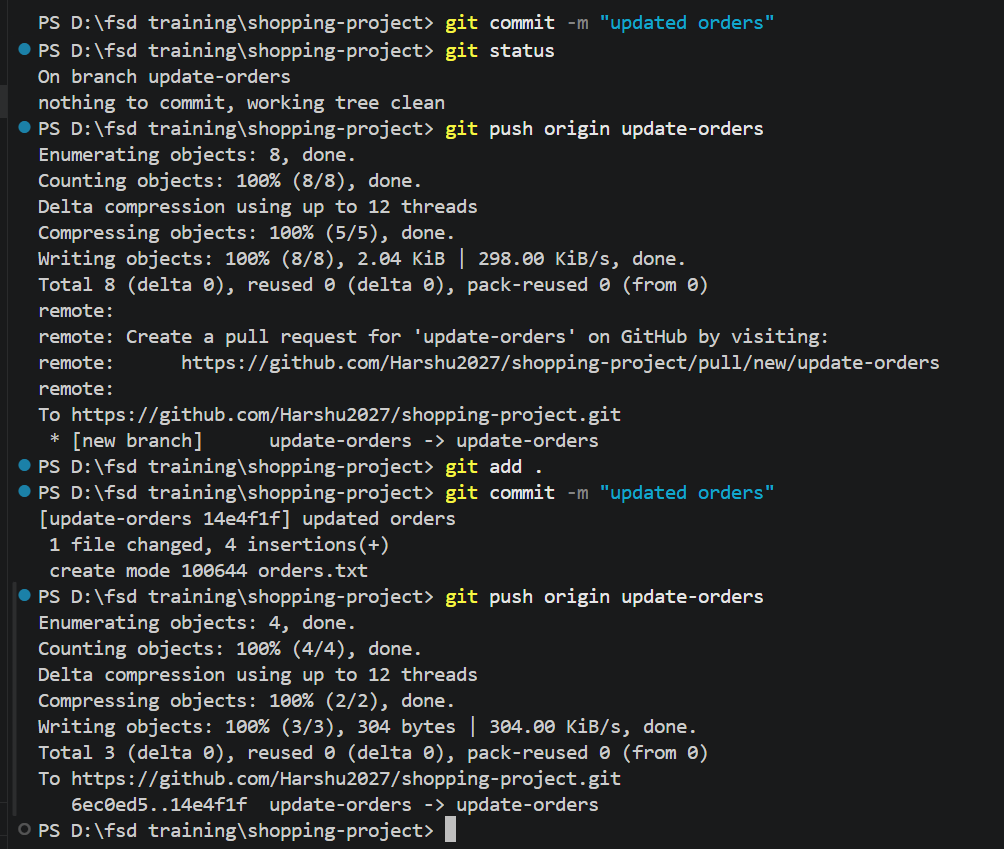 PS D:\fsd training\shopping-project> git commit -m "updated orders"
PS D:\fsd training\shopping-project> git status
On branch update-orders
nothing to commit, working tree clean
PS D:\fsd training\shopping-project> git push origin update-orders
Enumerating objects: 8, done.
Counting objects: 100% (8/8), done.
Delta compression using up to 12 threads
Compressing objects: 100% (5/5), done.
Writing objects: 100% (8/8), 2.04 KiB | 298.00 KiB/s, done.
Total 8 (delta 0), reused 0 (delta 0), pack-reused 0 (from 0)
remote:
remote: Create a pull request for 'update-orders' on GitHub by visiting:
remote:      https://github.com/Harshu2027/shopping-project/pull/new/update-orders
remote:
To https://github.com/Harshu2027/shopping-project.git
 * [new branch]      update-orders -> update-orders
PS D:\fsd training\shopping-project> git add .
PS D:\fsd training\shopping-project> git commit -m "updated orders"
[update-orders 14e4f1f] updated orders
 1 file changed, 4 insertions(+)
 create mode 100644 orders.txt
PS D:\fsd training\shopping-project> git push origin update-orders
Enumerating objects: 4, done.
Counting objects: 100% (4/4), done.
Delta compression using up to 12 threads
Compressing objects: 100% (2/2), done.
Writing objects: 100% (3/3), 304 bytes | 304.00 KiB/s, done.
Total 3 (delta 0), reused 0 (delta 0), pack-reused 0 (from 0)
To https://github.com/Harshu2027/shopping-project.git
   6ec0ed5..14e4f1f  update-orders -> update-orders
PS D:\fsd training\shopping-project>